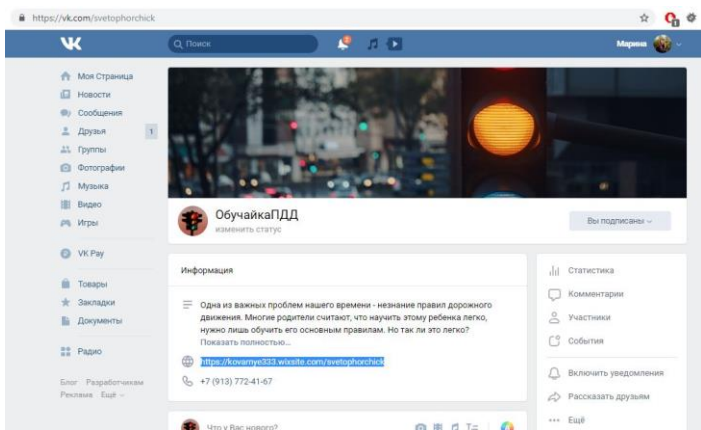 https://vk.com/svetophorchick
Поиск
2
Марина
1
Моя Страница
Новости
Сообщения
Друзья
1
Группы
Фотографии
Музыка
Видео
Игры
VK Pay
Товары
Закладки
Документы
Радио
Блог Разработчикам
Реклама Ещё
ОбучайкаПДД
изменить статус
Вы подписаны
Информация
Одна из важных проблем нашего времени - незнание правил дорожного
движения. Многие родители считают, что научить этому ребенка легко,
нужно лишь обучить его основным правилам. Но так ли это легко?
Показать полностью...
https://kovarnye333.wixsite.com/svetophorchick
+7 (913) 772-41-67
Что у Вас нового?
Статистика
Комментарии
Участники
События
Включить уведомления
Рассказать друзьям
Ещё